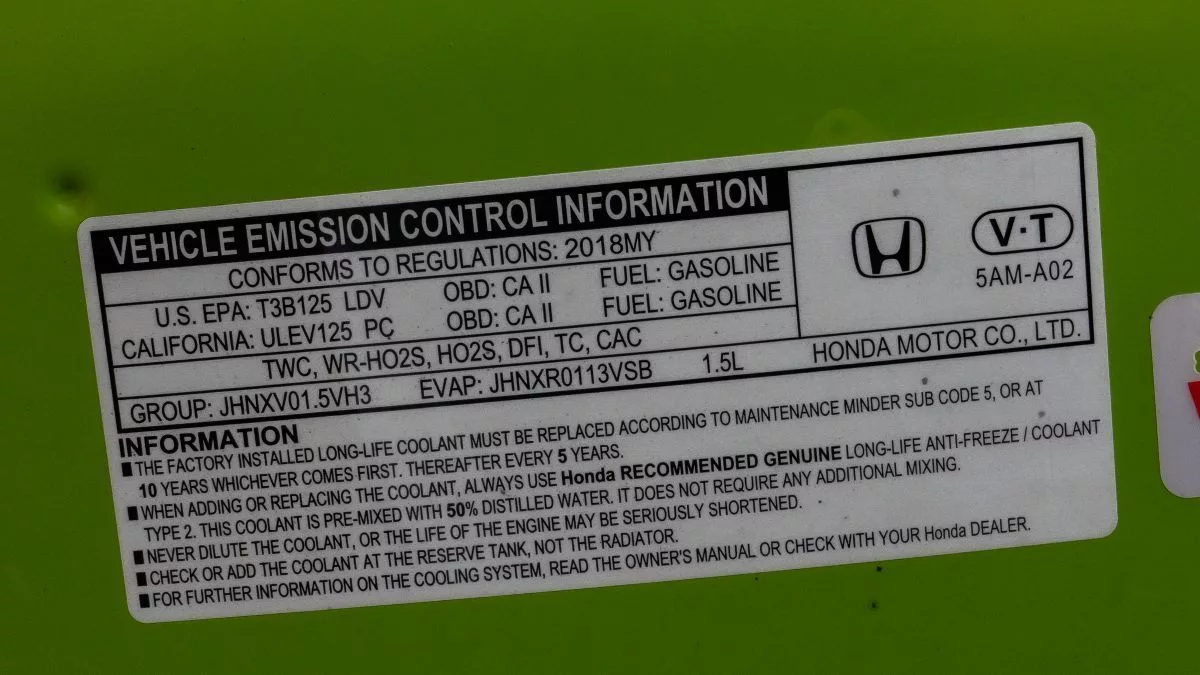 VEHICLE EMISSION CONTROL INFORMATION
CONFORMS TO REGULATIONS: 2018MY
U.S. EPA: T3B125 LDV OBD: CA II FUEL: GASOLINE
CALIFORNIA: ULEV125 PC OBD: CA II FUEL: GASOLINE
TWC, WR-HO2S, HO2S, DFI, TC, CAC
GROUP: JHNXV01.5VH3 EVAP: JHNXR0113VSB 1.5L
V·T
5AM-A02
HONDA MOTOR CO., LTD.
INFORMATION
■ THE FACTORY INSTALLED LONG-LIFE COOLANT MUST BE REPLACED ACCORDING TO MAINTENANCE MINDER SUB CODE 5, OR AT
10 YEARS WHICHEVER COMES FIRST. THEREAFTER EVERY 5 YEARS.
■ WHEN ADDING OR REPLACING THE COOLANT, ALWAYS USE Honda RECOMMENDED GENUINE LONG-LIFE ANTI-FREEZE / COOLANT
TYPE 2. THIS COOLANT IS PRE-MIXED WITH 50% DISTILLED WATER. IT DOES NOT REQUIRE ANY ADDITIONAL MIXING.
■ NEVER DILUTE THE COOLANT, OR THE LIFE OF THE ENGINE MAY BE SERIOUSLY SHORTENED.
■ CHECK OR ADD THE COOLANT AT THE RESERVE TANK, NOT THE RADIATOR.
■ FOR FURTHER INFORMATION ON THE COOLING SYSTEM, READ THE OWNER'S MANUAL OR CHECK WITH YOUR Honda DEALER.